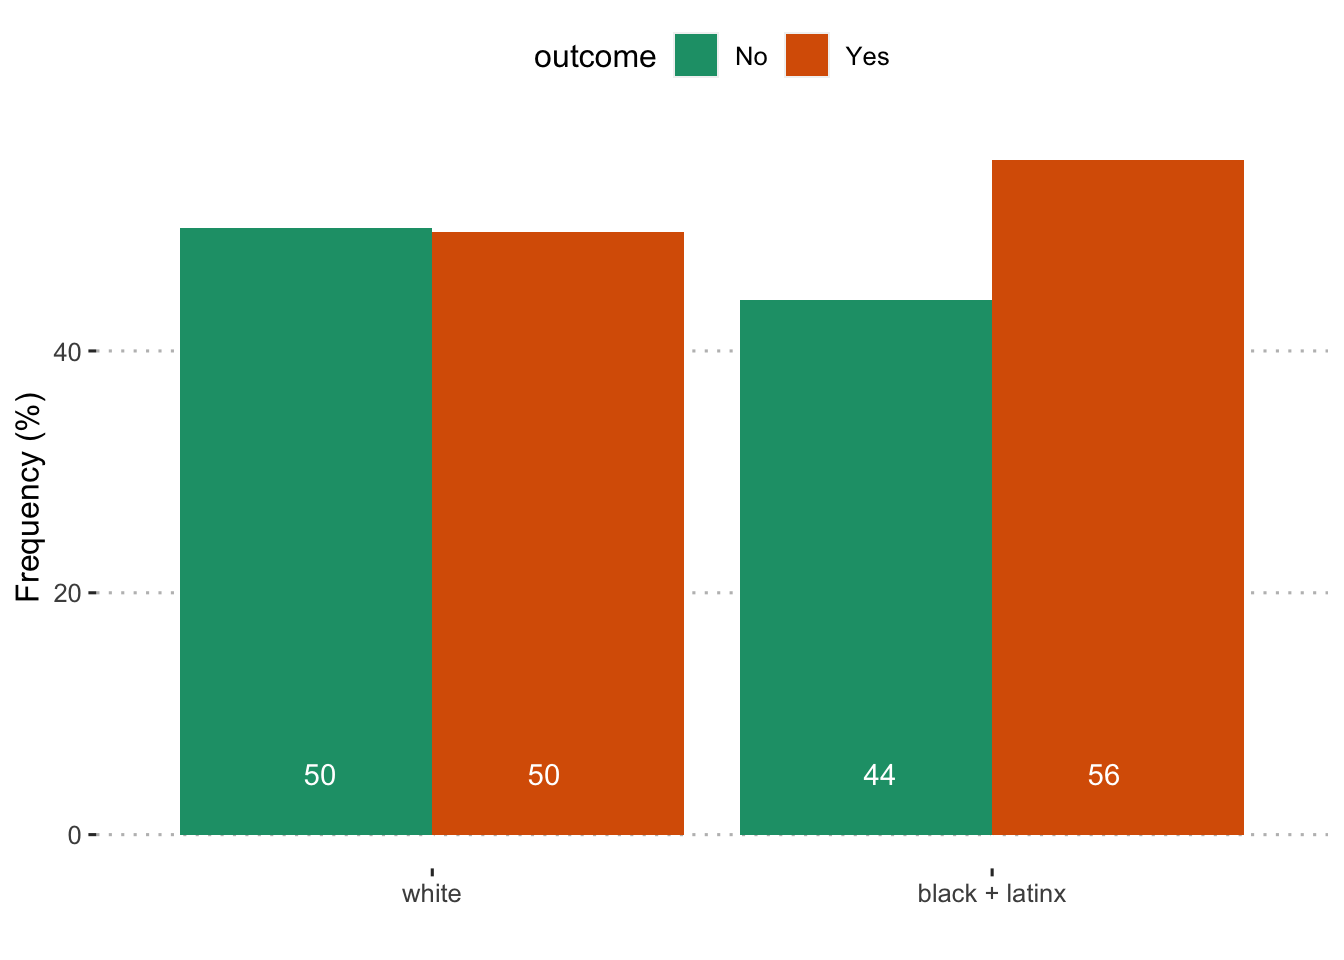 outcome No Yes
Frequency (%)
40
20
0
50 50 44 56
white black + latinx